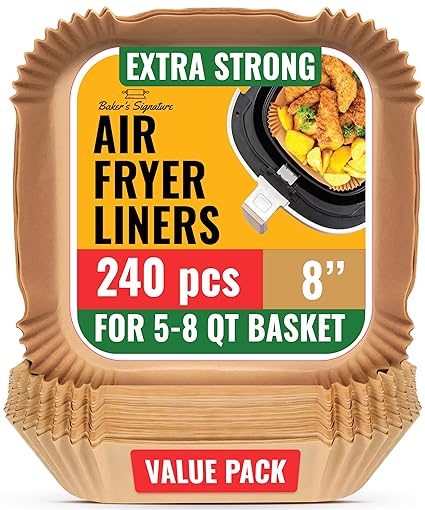 EXTRA STRONG
Baker's Signature
AIR
FRYER
LINERS
240 pcs
8’’
FOR 5-8 QT BASKET
VALUE PACK